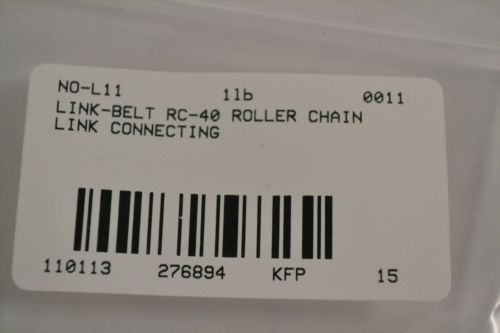 NO-L11 1lb 0011
LINK-BELT RC-40 ROLLER CHAIN
LINK CONNECTING
110113 276894 KFP 15